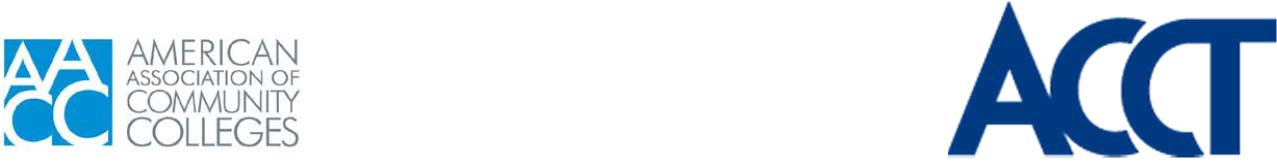 AACC
AMERICAN
ASSOCIATION OF
COMMUNITY
COLLEGES
ACCT